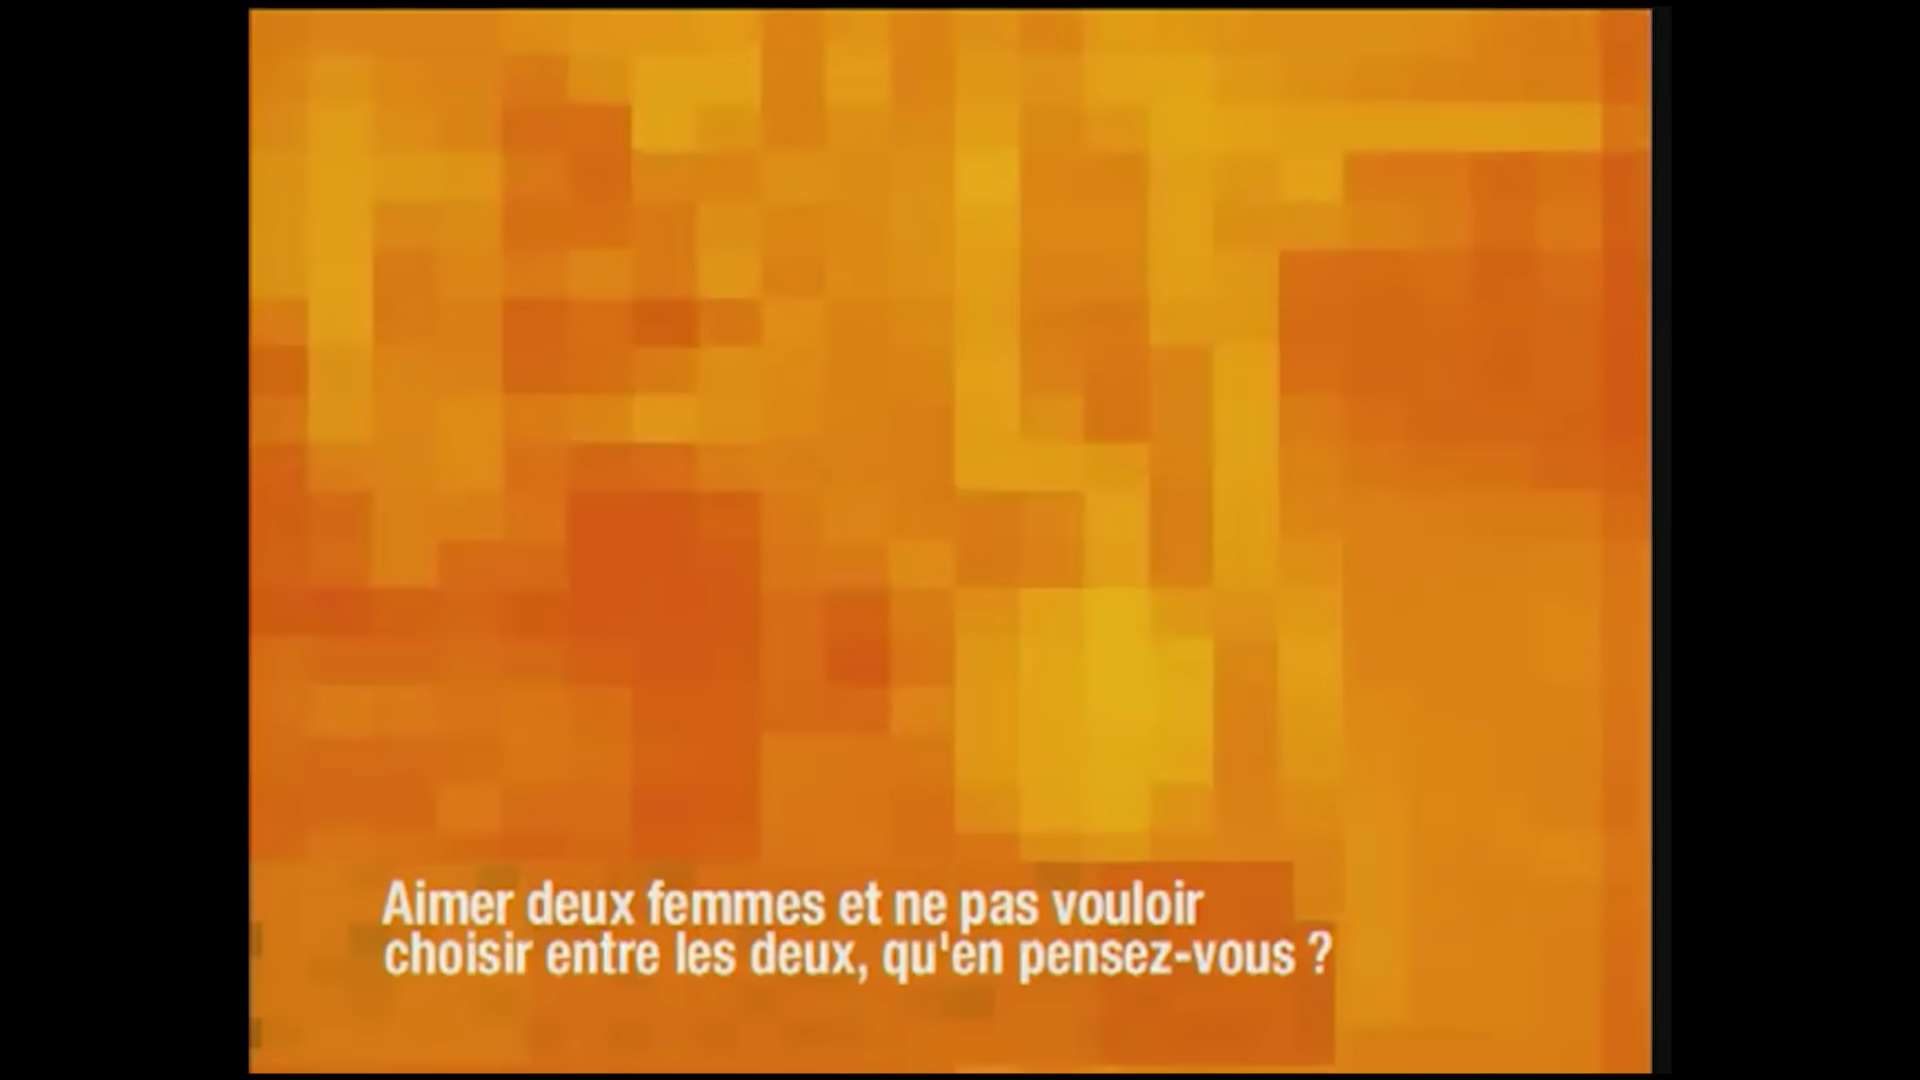 Aimer deux femmes et ne pas vouloir
choisir entre les deux, qu'en pensez-vous ?